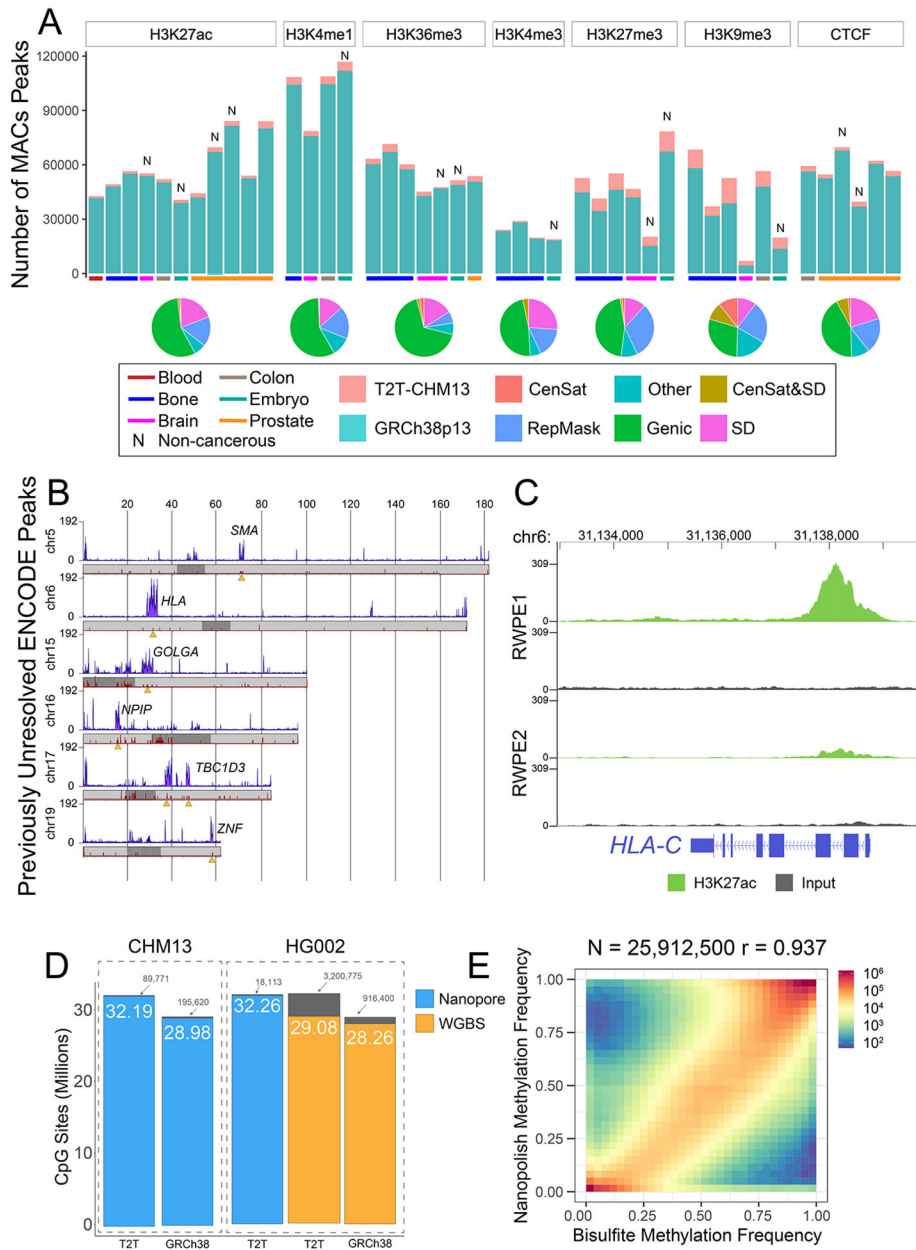 A
H3K27ac H3K4me1 H3K36me3 H3K4me3 H3K27me3 H3K9me3 CTCF
Number of MACs Peaks
120000
90000
60000
30000
0
N N N N N N N N N N N N N N
Blood Colon T2T-CHM13 CenSat Other CenSat&SD
Bone Embryo GRCh38p13 RepMask Genic SD
Brain Prostate
N Non-cancerous
B
Previously Unresolved ENCODE Peaks
0 20 40 60 80 100 120 140 160 180
chr5 192 0 SMA
chr6 192 0 HLA
chr15 192 0 GOLGA
chr16 192 0 NPIP
chr17 192 0 TBC1D3
chr19 192 0 ZNF
C
chr6: 31,134,000 31,136,000 31,138,000
RWPE1
309
0
309
0
RWPE2
309
0
309
0
HLA-C
H3K27ac Input
D
CHM13 HG002
CpG Sites (Millions)
30
20
10
0
89,771 195,620 18,113 3,200,775 916,400
32.19 28.98 32.26 29.08 28.26
T2T GRCh38 T2T T2T GRCh38
Nanopore
WGBS
E
N = 25,912,500 r = 0.937
Nanopolish Methylation Frequency
1.00
0.75
0.50
0.25
0.00
0.00 0.25 0.50 0.75 1.00
Bisulfite Methylation Frequency
10⁶
10⁵
10⁴
10³
10²